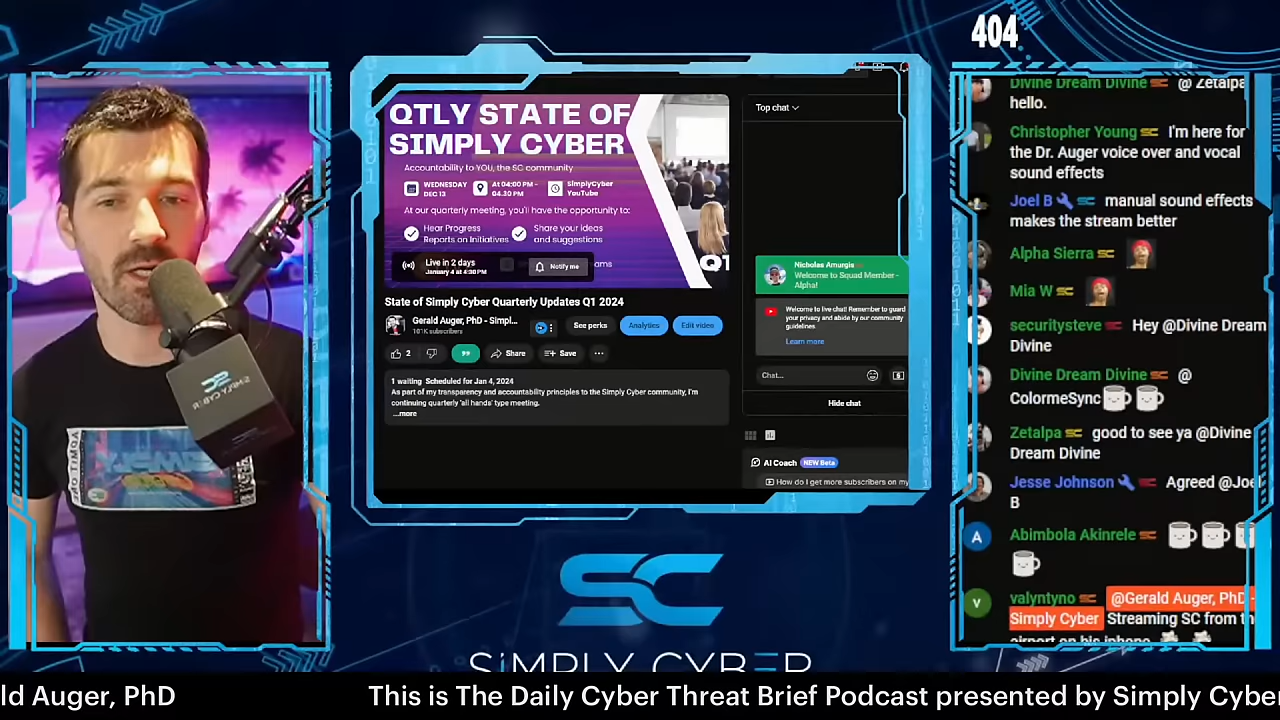 404
QTLY STATE OF
SIMPLY CYBER
Accountability to YOU, the SC community
WEDNESDAY
DEC 13
At 04:00 PM -
04.30 PM
SimplyCyber
YouTube
At our quarterly meeting, you'll have the opportunity to:
Hear Progress
Reports on Initiatives
Share your ideas
and suggestions
Live in 2 days
January 4 at 4:30 PM
Notify me
ams
Q1
State of Simply Cyber Quarterly Updates Q1 2024
Gerald Auger, PhD - Simpl...
101K subscribers
See perks
Analytics
Edit video
2
99
Share
Save
1 waiting Scheduled for Jan 4, 2024
As part of my transparency and accountability principles to the Simply Cyber community, I'm
continuing quarterly 'all hands' type meeting.
...more
Top chat
Nicholas Amurgis
Welcome to Squad Member -
Alpha!
Welcome to live chat! Remember to guard
your privacy and abide by our community
guidelines
Learn more
Chat...
Hide chat
AI Coach NEW Beta
How do I get more subscribers on my
Divine Dream Divine @ Zetalpa
hello.
Christopher Young I'm here for
the Dr. Auger voice over and vocal
sound effects
Joel B manual sound effects
makes the stream better
Alpha Sierra
Mia W
securitysteve Hey @Divine Dream
Divine
Divine Dream Divine @
ColormeSync
Zetalpa good to see ya @Divine
Dream Divine
Jesse Johnson Agreed @Joe
B
A Abimbola Akinrele
V valyntyno @Gerald Auger, PhD -
Simply Cyber Streaming SC from th
airport on his iphone
SC
SIMPLY CYBER
ld Auger, PhD
This is The Daily Cyber Threat Brief Podcast presented by Simply Cyber